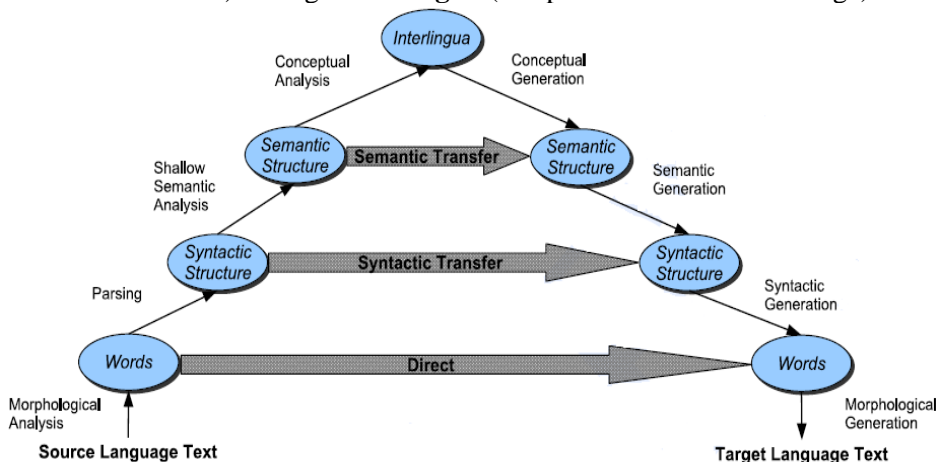 Interlingua
Conceptual
Analysis
Conceptual
Generation
Semantic
Structure
Semantic Transfer
Semantic
Structure
Shallow
Semantic
Analysis
Semantic
Generation
Syntactic
Structure
Syntactic Transfer
Syntactic
Structure
Parsing
Syntactic
Generation
Words
Direct
Words
Morphological
Analysis
Morphological
Generation
Source Language Text
Target Language Text